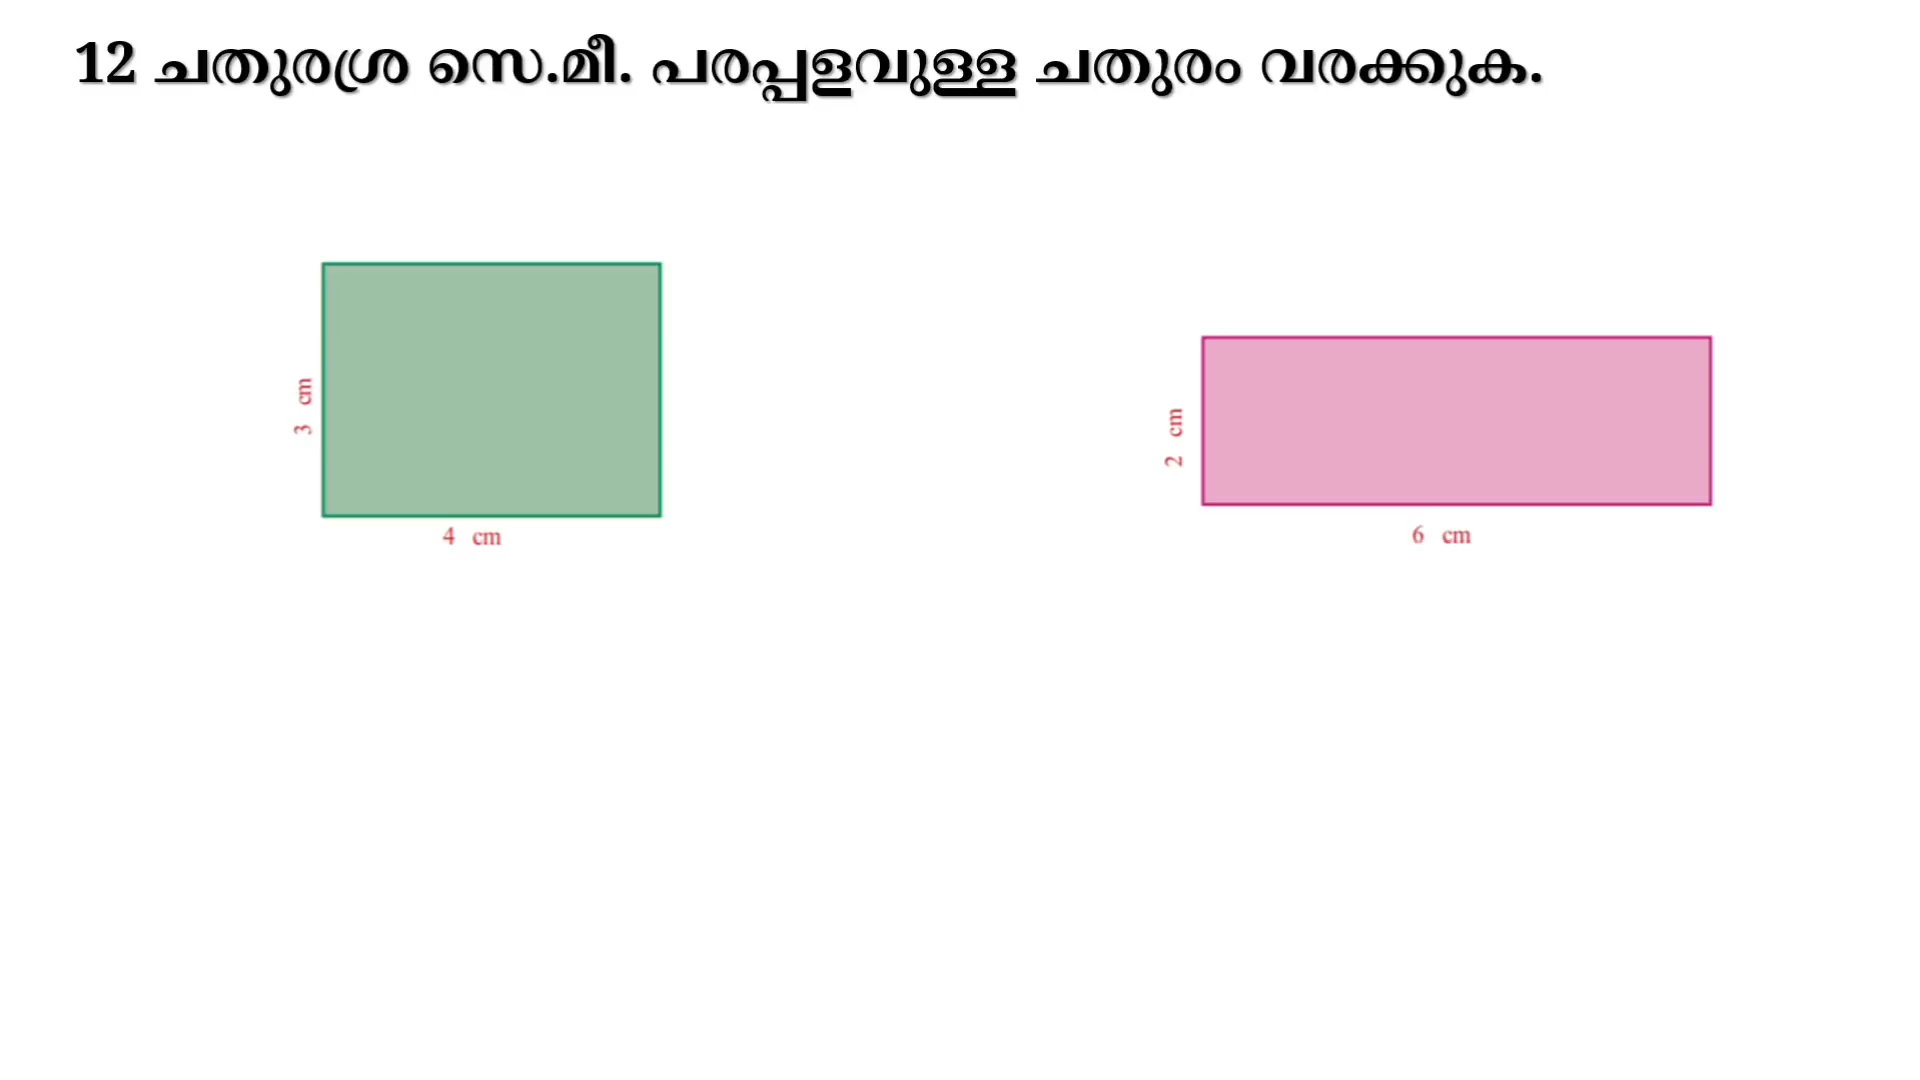 12 ചതുരശ്ര സെ.മീ. പരപ്പളവുള്ള ചതുരം വരക്കുക.
3 cm
4 cm
2 cm
6 cm